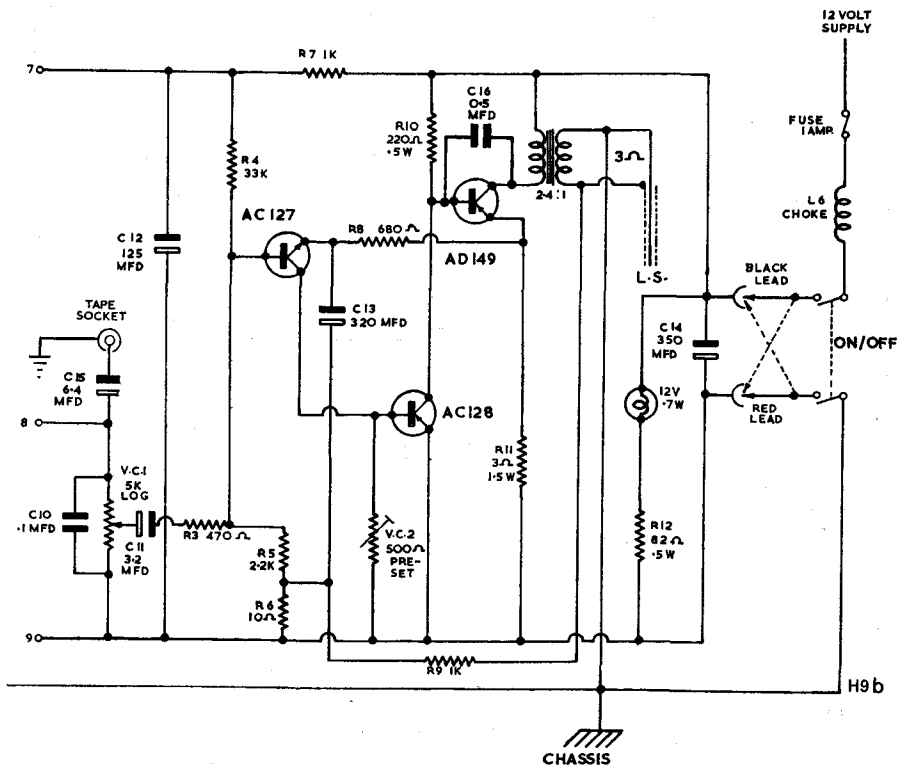 12 VOLT
SUPPLY
R7 1K
7
C16
0.5
MFD
FUSE
1AMP.
R10
220Ω
.5W
3Ω
R4
33K
2.4:1
L6
CHOKE
AC127
R8 680Ω
AD149
L.S.
C12
125
MFD
BLACK
LEAD
TAPE
SOCKET
C13
320 MFD
C14
350
MFD
ON/OFF
C15
6.4
MFD
12V
.7W
RED
LEAD
8
AC128
R11
3Ω
1.5W
V.C.1
5K
LOG
C10
.1MFD
R3 470Ω
C11
3.2
MFD
R5
2.2K
V.C.2
500Ω
PRE-
SET
R12
82Ω
.5W
R6
10Ω
9
R9 1K
H9b
CHASSIS